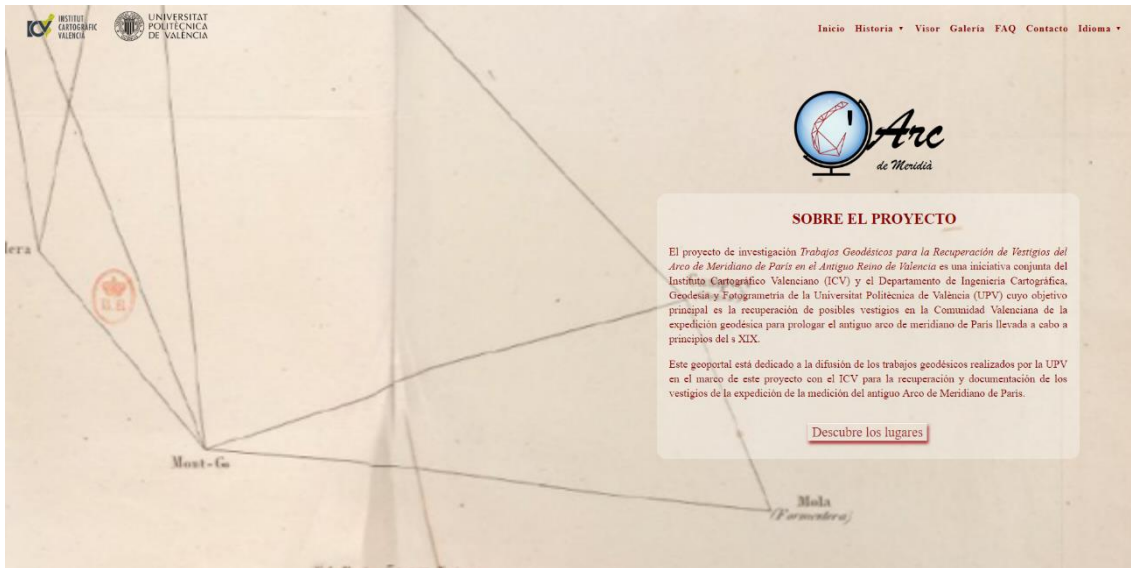 INSTITUT
CARTOGRÀFIC
VALENCIÀ
UNIVERSITAT
POLITÈCNICA
DE VALÈNCIA
Inicio Historia Visor Galería FAQ Contacto Idioma
Arc
de Meridià
SOBRE EL PROYECTO
El proyecto de investigación Trabajos Geodésicos para la Recuperación de Vestigios del
Arco de Meridiano de París en el Antiguo Reino de Valencia es una iniciativa conjunta del
Instituto Cartográfico Valenciano (ICV) y el Departamento de Ingeniería Cartográfica,
Geodesia y Fotogrametría de la Universitat Politècnica de València (UPV) cuyo objetivo
principal es la recuperación de posibles vestigios en la Comunidad Valenciana de la
expedición geodésica para prologar el antiguo arco de meridiano de París llevada a cabo a
principios del s XIX.
Este geoportal está dedicado a la difusión de los trabajos geodésicos realizados por la UPV
en el marco de este proyecto con el ICV para la recuperación y documentación de los
vestigios de la expedición de la medición del antiguo Arco de Meridiano de París.
Descubre los lugares
lera
Mont-Go
Mola
(Formentera)